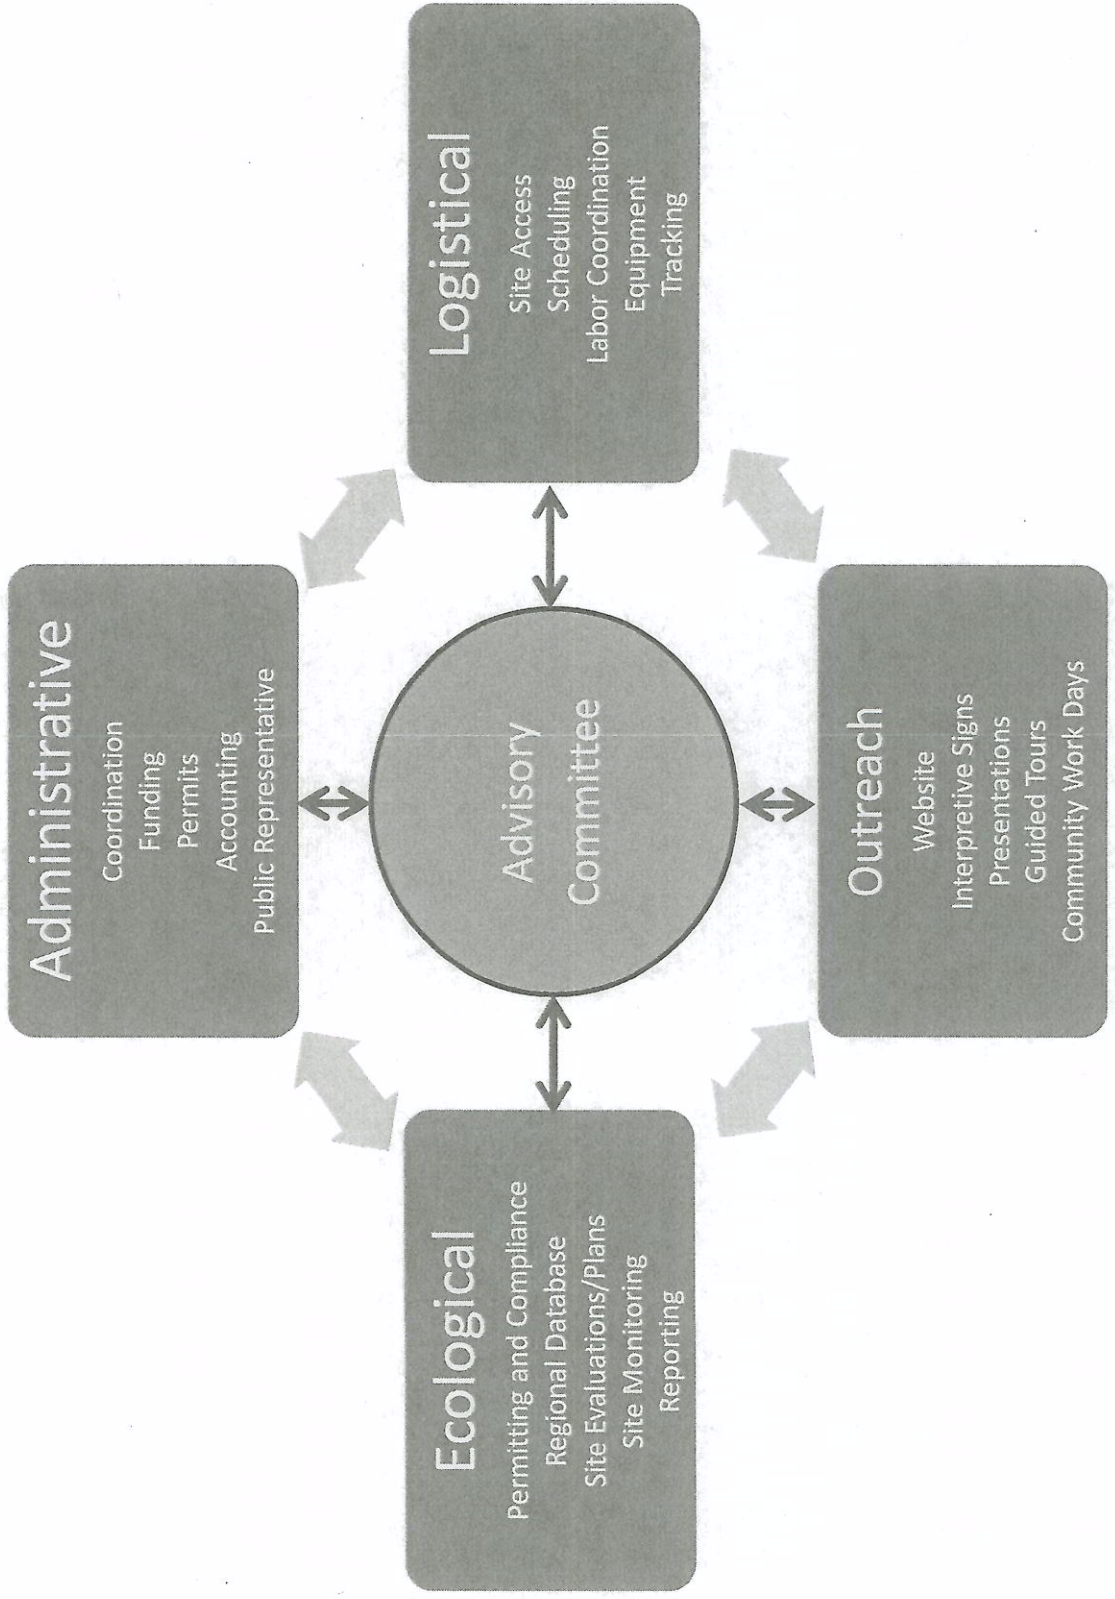 Administrative
Coordination
Funding
Permits
Accounting
Public Representative
Ecological
Permitting and Compliance
Regional Database
Site Evaluations/Plans
Site Monitoring
Reporting
Advisory
Committee
Logistical
Site Access
Scheduling
Labor Coordination
Equipment
Tracking
Outreach
Website
Interpretive Signs
Presentations
Guided Tours
Community Work Days